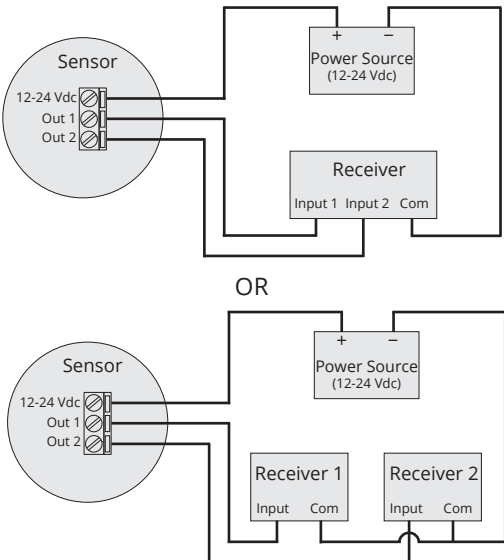 Sensor
12-24 Vdc
Out 1
Out 2
+ −
Power Source
(12-24 Vdc)
Receiver
Input 1 Input 2 Com
OR
Sensor
12-24 Vdc
Out 1
Out 2
+ −
Power Source
(12-24 Vdc)
Receiver 1
Input Com
Receiver 2
Input Com